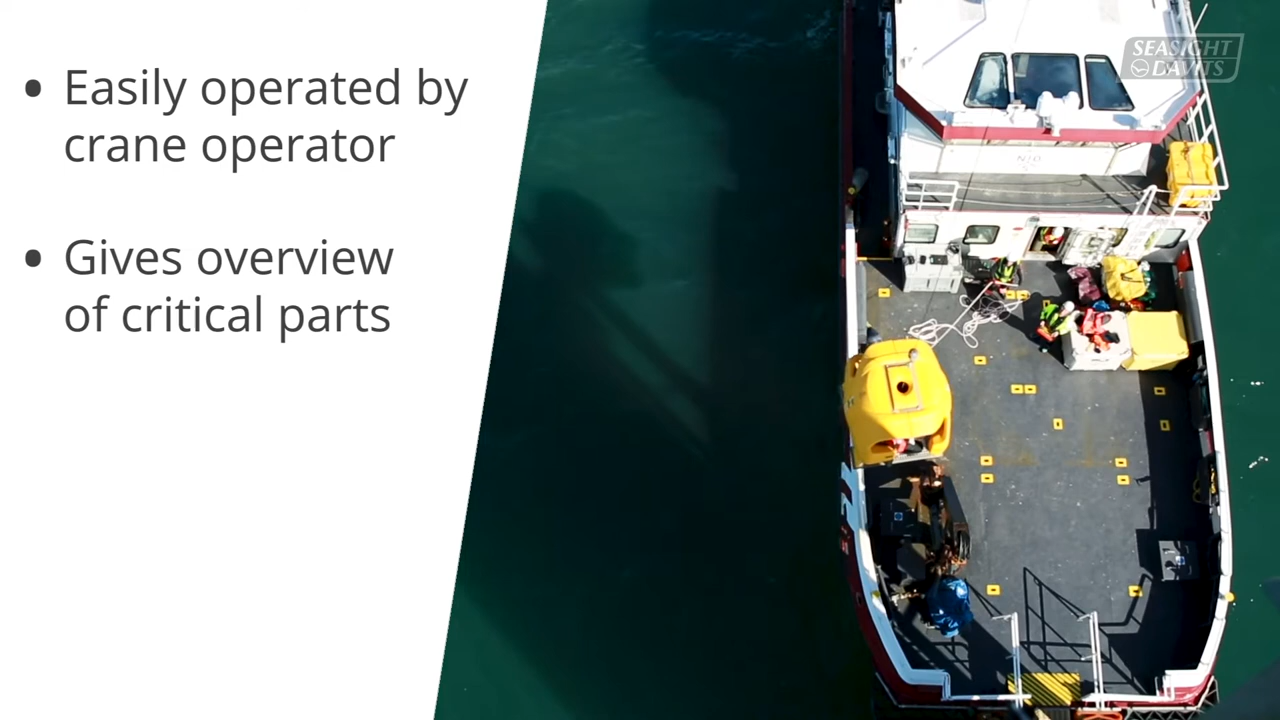 • Easily operated by
crane operator
• Gives overview
of critical parts
SEASIGHT
DAVITS